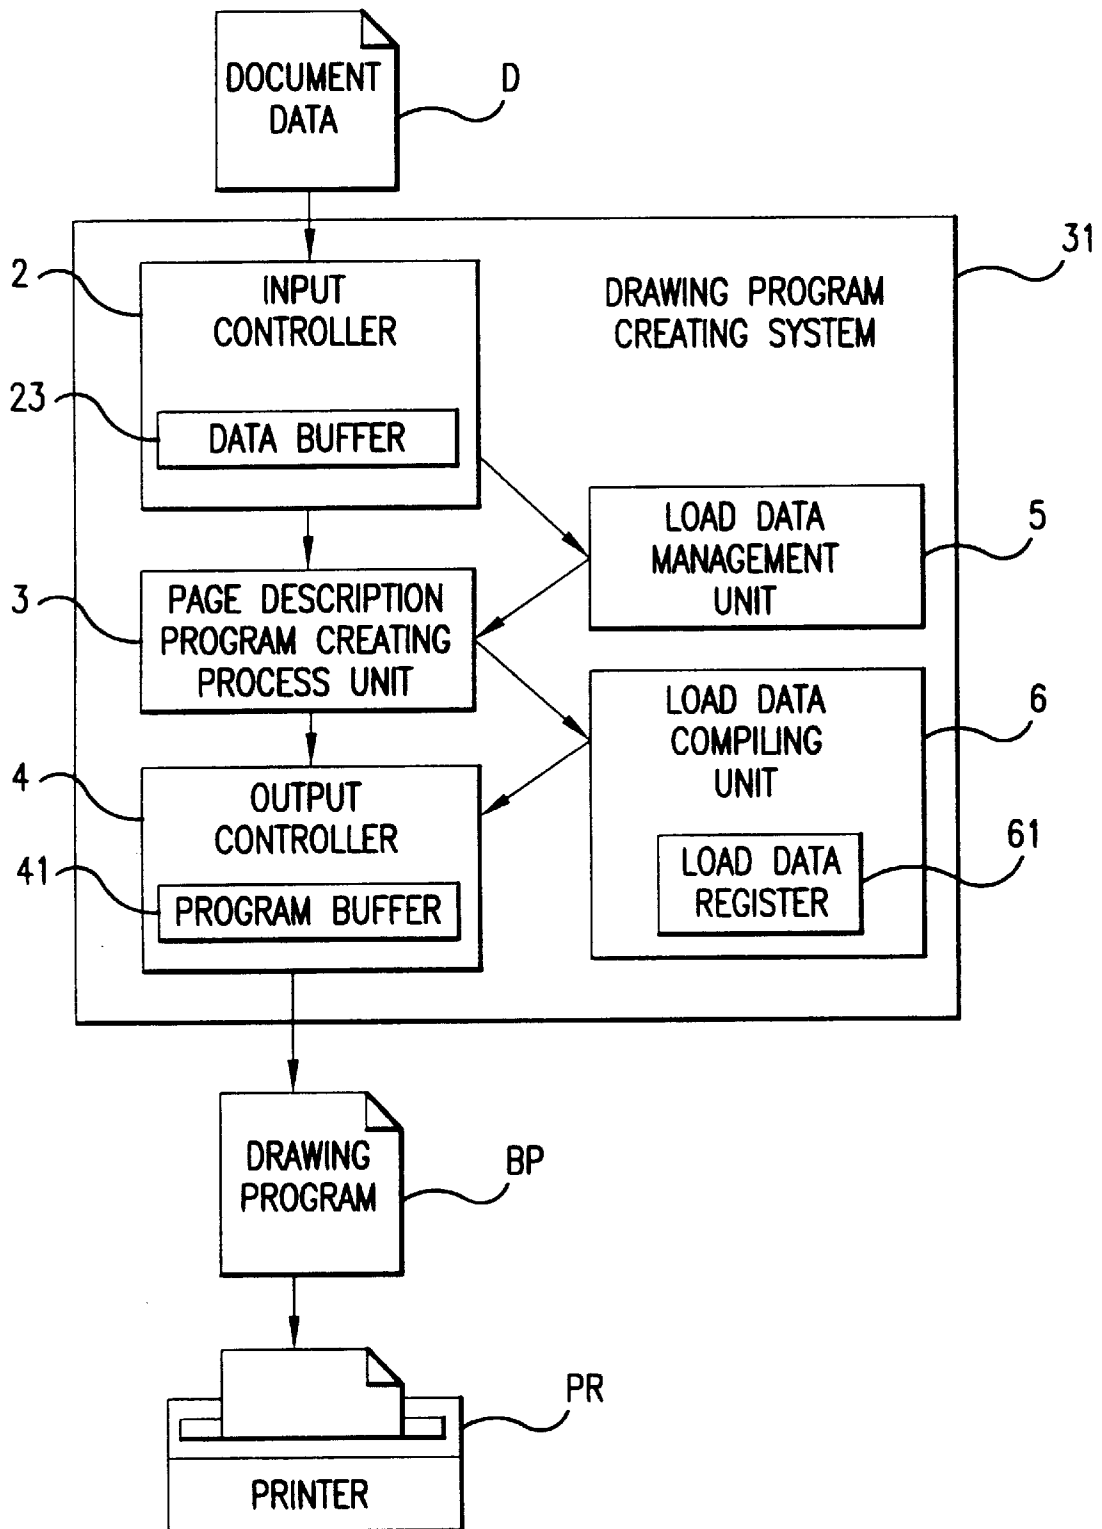 DOCUMENT
DATA
D
31
2
INPUT
CONTROLLER
DRAWING PROGRAM
CREATING SYSTEM
23
DATA BUFFER
LOAD DATA
MANAGEMENT
UNIT
5
3
PAGE DESCRIPTION
PROGRAM CREATING
PROCESS UNIT
LOAD DATA
COMPILING
UNIT
6
4
OUTPUT
CONTROLLER
41
PROGRAM BUFFER
LOAD DATA
REGISTER
61
DRAWING
PROGRAM
BP
PR
PRINTER